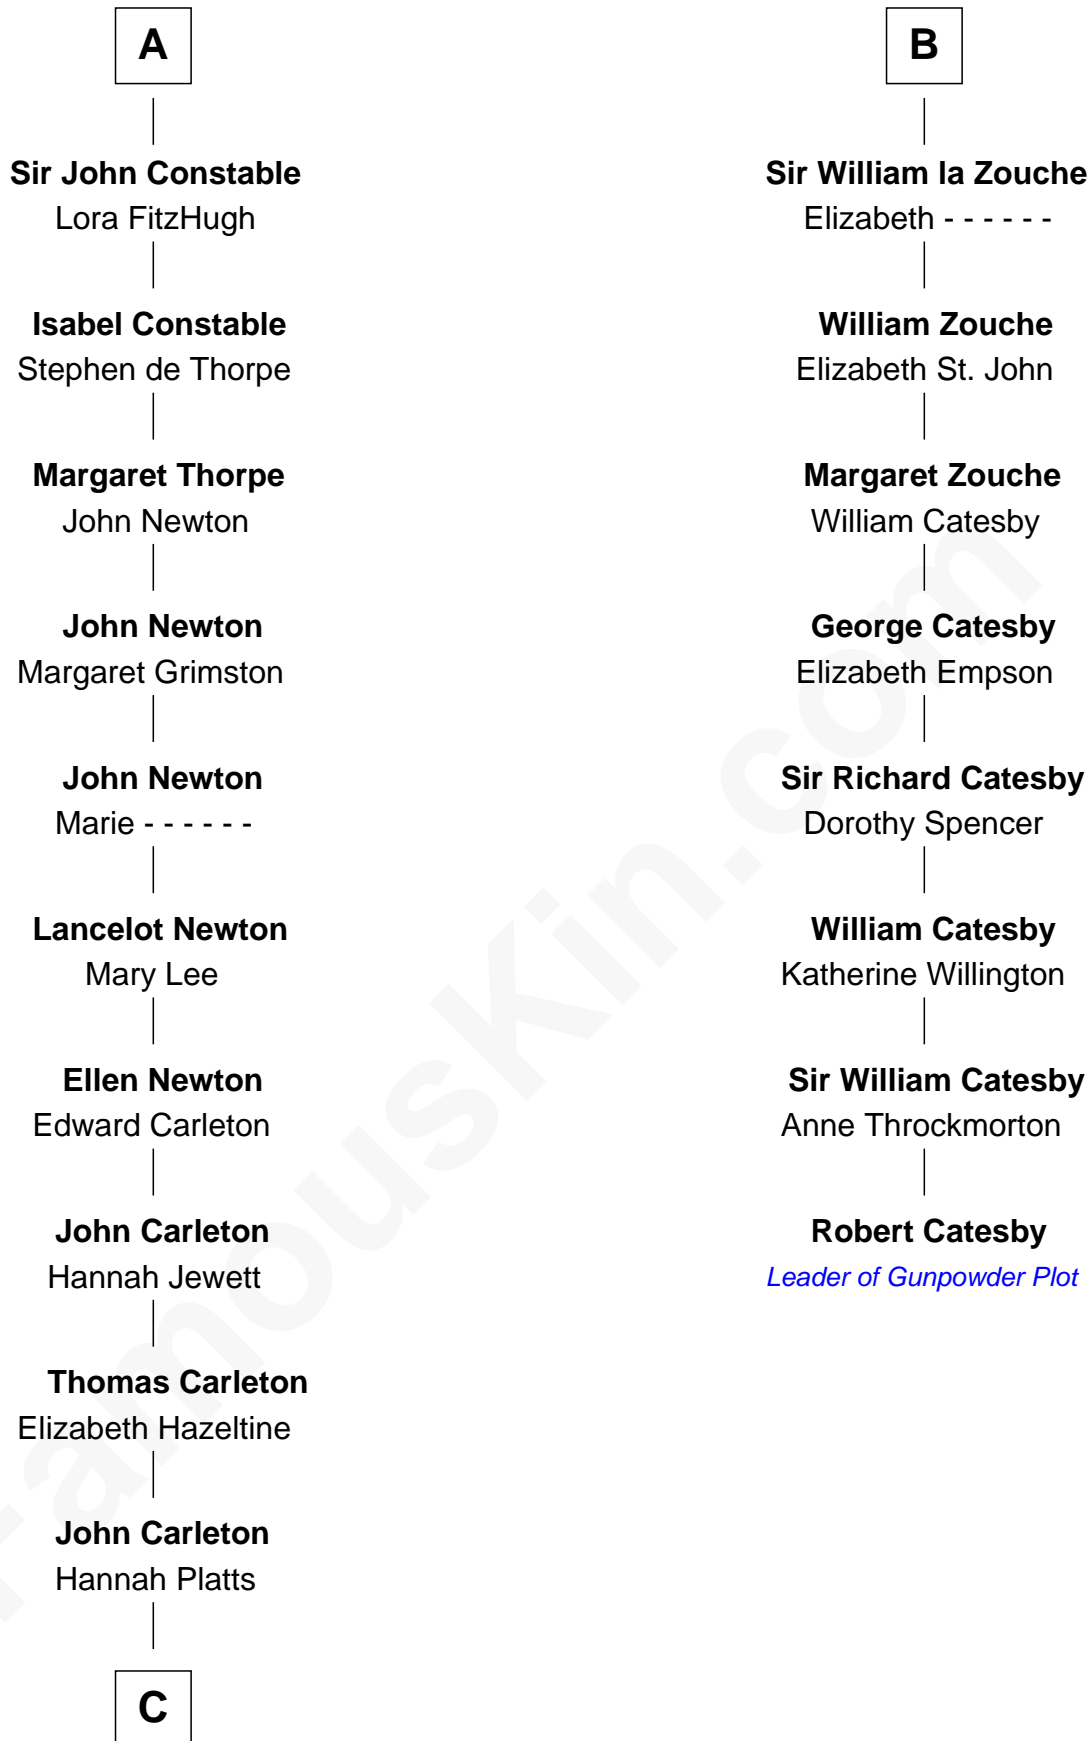 A
Sir John Constable
Lora FitzHugh
Isabel Constable
Stephen de Thorpe
Margaret Thorpe
John Newton
John Newton
Margaret Grimston
John Newton
Marie - - - - - -
Lancelot Newton
Mary Lee
Ellen Newton
Edward Carleton
John Carleton
Hannah Jewett
Thomas Carleton
Elizabeth Hazeltine
John Carleton
Hannah Platts
C
B
Sir William la Zouche
Elizabeth - - - - - -
William Zouche
Elizabeth St. John
Margaret Zouche
William Catesby
George Catesby
Elizabeth Empson
Sir Richard Catesby
Dorothy Spencer
William Catesby
Katherine Willington
Sir William Catesby
Anne Throckmorton
Robert Catesby
Leader of Gunpowder Plot
FamousKin.com